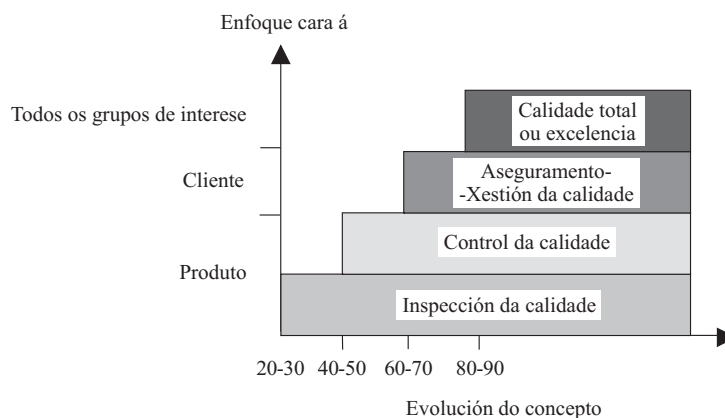 Enfoque cara á
Todos os grupos de interese
Calidade total
ou excelencia
Cliente
Aseguramento-
-Xestión da calidade
Control da calidade
Produto
Inspección da calidade
20-30 40-50 60-70 80-90
Evolución do concepto